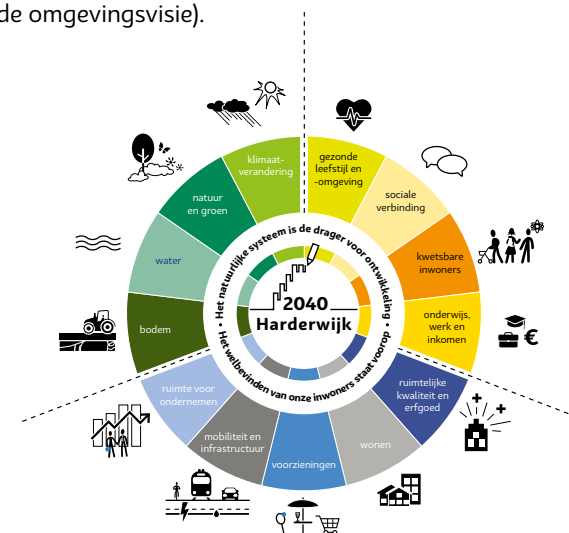 de omgevingsvisie).
klimaat-
verandering
gezonde
leefstijl en
-omgeving
natuur
en groen
sociale
verbinding
water
kwetsbare
inwoners
bodem
onderwijs,
werk en
inkomen
• Het natuurlijke systeem is de drager voor ontwikkeling •
Het welbevinden van onze inwoners staat voorop
2040
Harderwijk
ruimte voor
ondernemen
ruimtelijke
kwaliteit en
erfgoed
mobiliteit en
infrastructuur
voorzieningen
wonen